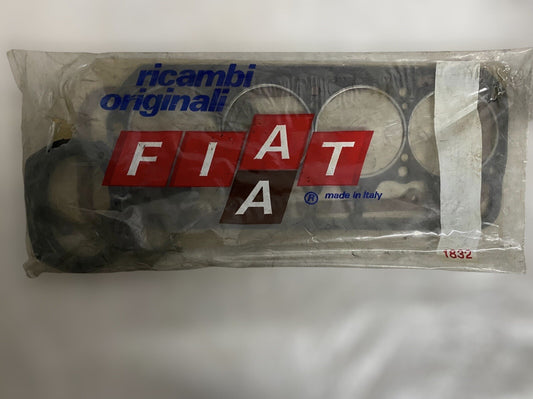 ricambi
originali
FIAT
A
® made in Italy
1832